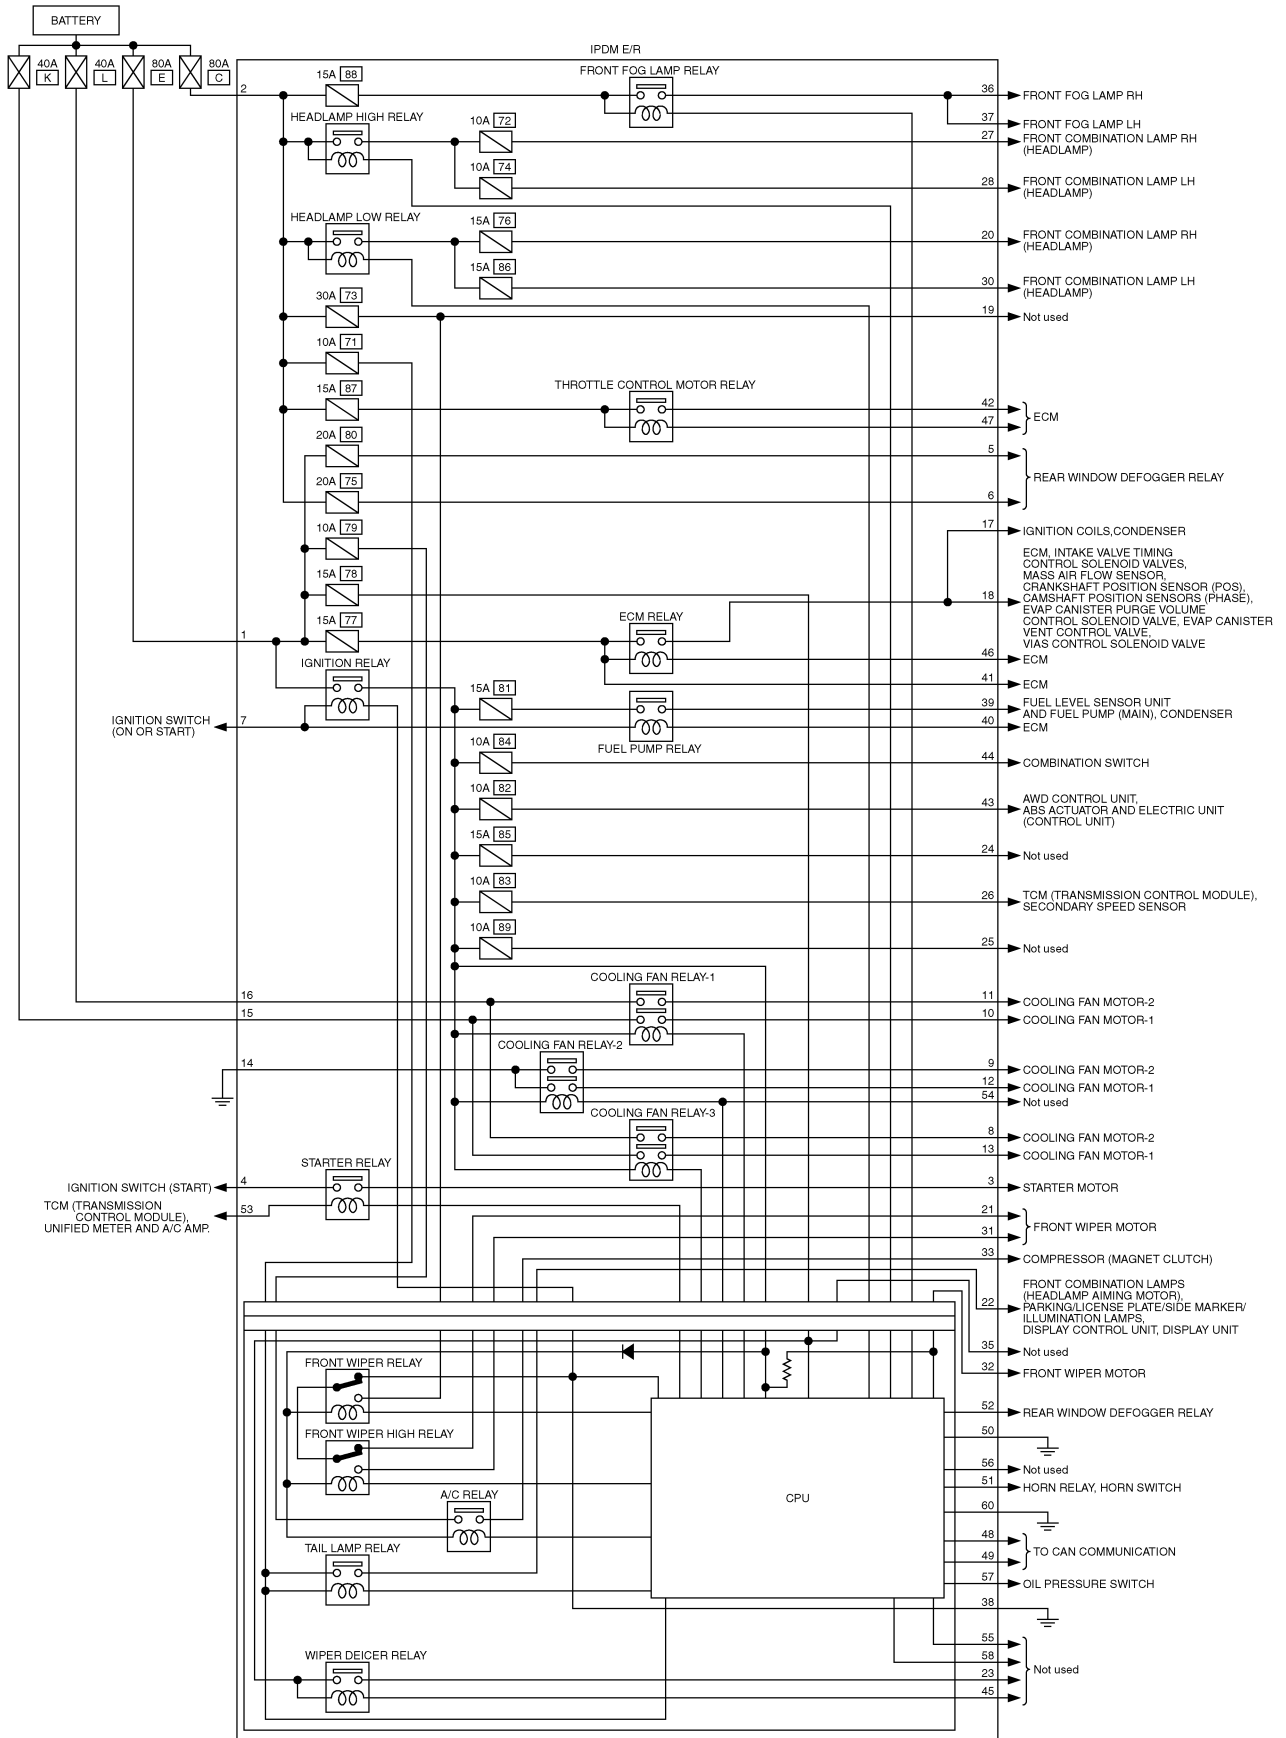 BATTERY
40A
K
40A
L
80A
E
80A
C
IPDM E/R
2
15A 88
FRONT FOG LAMP RELAY
36
FRONT FOG LAMP RH
37
FRONT FOG LAMP LH
HEADLAMP HIGH RELAY
10A 72
27
FRONT COMBINATION LAMP RH
(HEADLAMP)
10A 74
28
FRONT COMBINATION LAMP LH
(HEADLAMP)
HEADLAMP LOW RELAY
15A 76
20
FRONT COMBINATION LAMP RH
(HEADLAMP)
15A 86
30
FRONT COMBINATION LAMP LH
(HEADLAMP)
30A 73
19
Not used
10A 71
15A 87
THROTTLE CONTROL MOTOR RELAY
42
47
ECM
20A 80
5
20A 75
6
REAR WINDOW DEFOGGER RELAY
10A 79
17
IGNITION COILS,CONDENSER
15A 78
18
ECM, INTAKE VALVE TIMING
CONTROL SOLENOID VALVES,
MASS AIR FLOW SENSOR,
CRANKSHAFT POSITION SENSOR (POS),
CAMSHAFT POSITION SENSORS (PHASE),
EVAP CANISTER PURGE VOLUME
CONTROL SOLENOID VALVE, EVAP CANISTER
VENT CONTROL VALVE,
VIAS CONTROL SOLENOID VALVE
1
15A 77
ECM RELAY
46
ECM
41
ECM
IGNITION RELAY
IGNITION SWITCH
(ON OR START)
7
15A 81
FUEL PUMP RELAY
39
FUEL LEVEL SENSOR UNIT
AND FUEL PUMP (MAIN), CONDENSER
40
ECM
10A 84
44
COMBINATION SWITCH
10A 82
43
AWD CONTROL UNIT,
ABS ACTUATOR AND ELECTRIC UNIT
(CONTROL UNIT)
15A 85
24
Not used
10A 83
26
TCM (TRANSMISSION CONTROL MODULE),
SECONDARY SPEED SENSOR
10A 89
25
Not used
COOLING FAN RELAY-1
16
11
COOLING FAN MOTOR-2
15
10
COOLING FAN MOTOR-1
COOLING FAN RELAY-2
14
9
COOLING FAN MOTOR-2
12
COOLING FAN MOTOR-1
54
Not used
COOLING FAN RELAY-3
8
COOLING FAN MOTOR-2
13
COOLING FAN MOTOR-1
STARTER RELAY
IGNITION SWITCH (START)
4
3
STARTER MOTOR
TCM (TRANSMISSION
CONTROL MODULE),
UNIFIED METER AND A/C AMP.
53
21
31
FRONT WIPER MOTOR
33
COMPRESSOR (MAGNET CLUTCH)
22
FRONT COMBINATION LAMPS
(HEADLAMP AIMING MOTOR),
PARKING/LICENSE PLATE/SIDE MARKER/
ILLUMINATION LAMPS,
DISPLAY CONTROL UNIT, DISPLAY UNIT
35
Not used
32
FRONT WIPER MOTOR
FRONT WIPER RELAY
52
REAR WINDOW DEFOGGER RELAY
50
FRONT WIPER HIGH RELAY
56
Not used
51
HORN RELAY, HORN SWITCH
CPU
A/C RELAY
60
48
49
TO CAN COMMUNICATION
TAIL LAMP RELAY
57
OIL PRESSURE SWITCH
38
WIPER DEICER RELAY
55
58
23
45
Not used